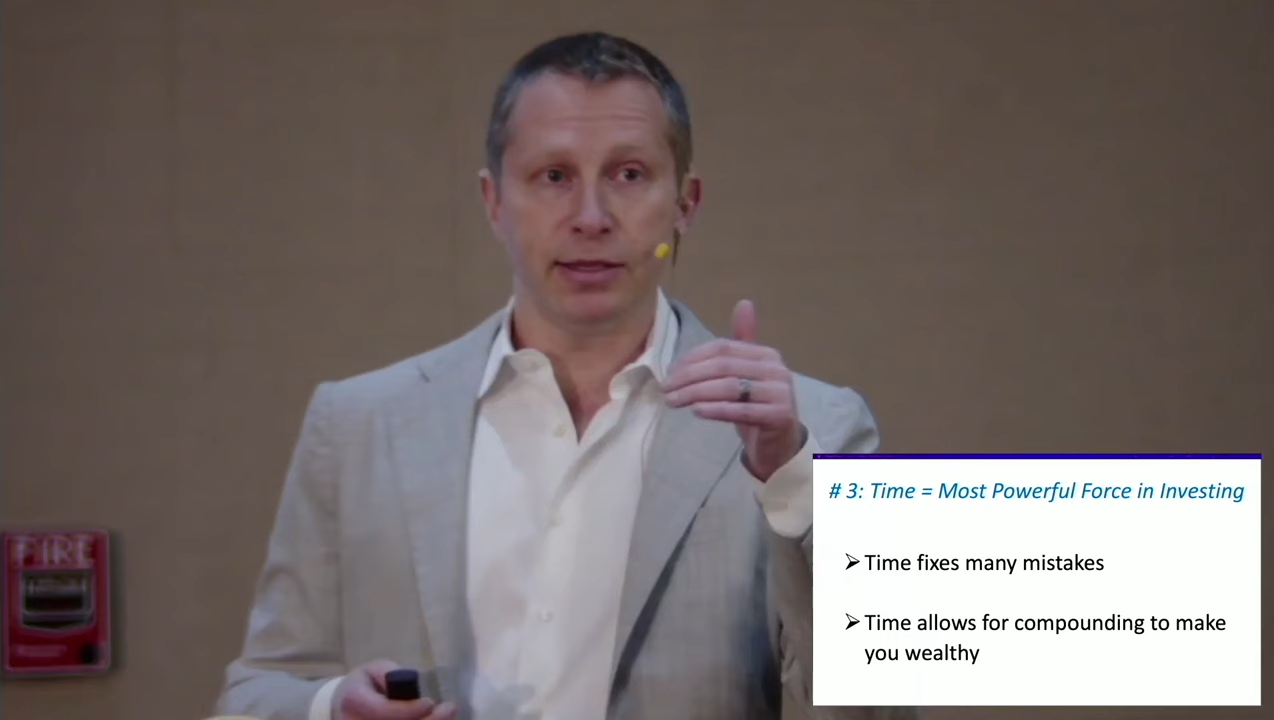 FIRE
# 3: Time = Most Powerful Force in Investing
➢ Time fixes many mistakes
➢ Time allows for compounding to make
you wealthy